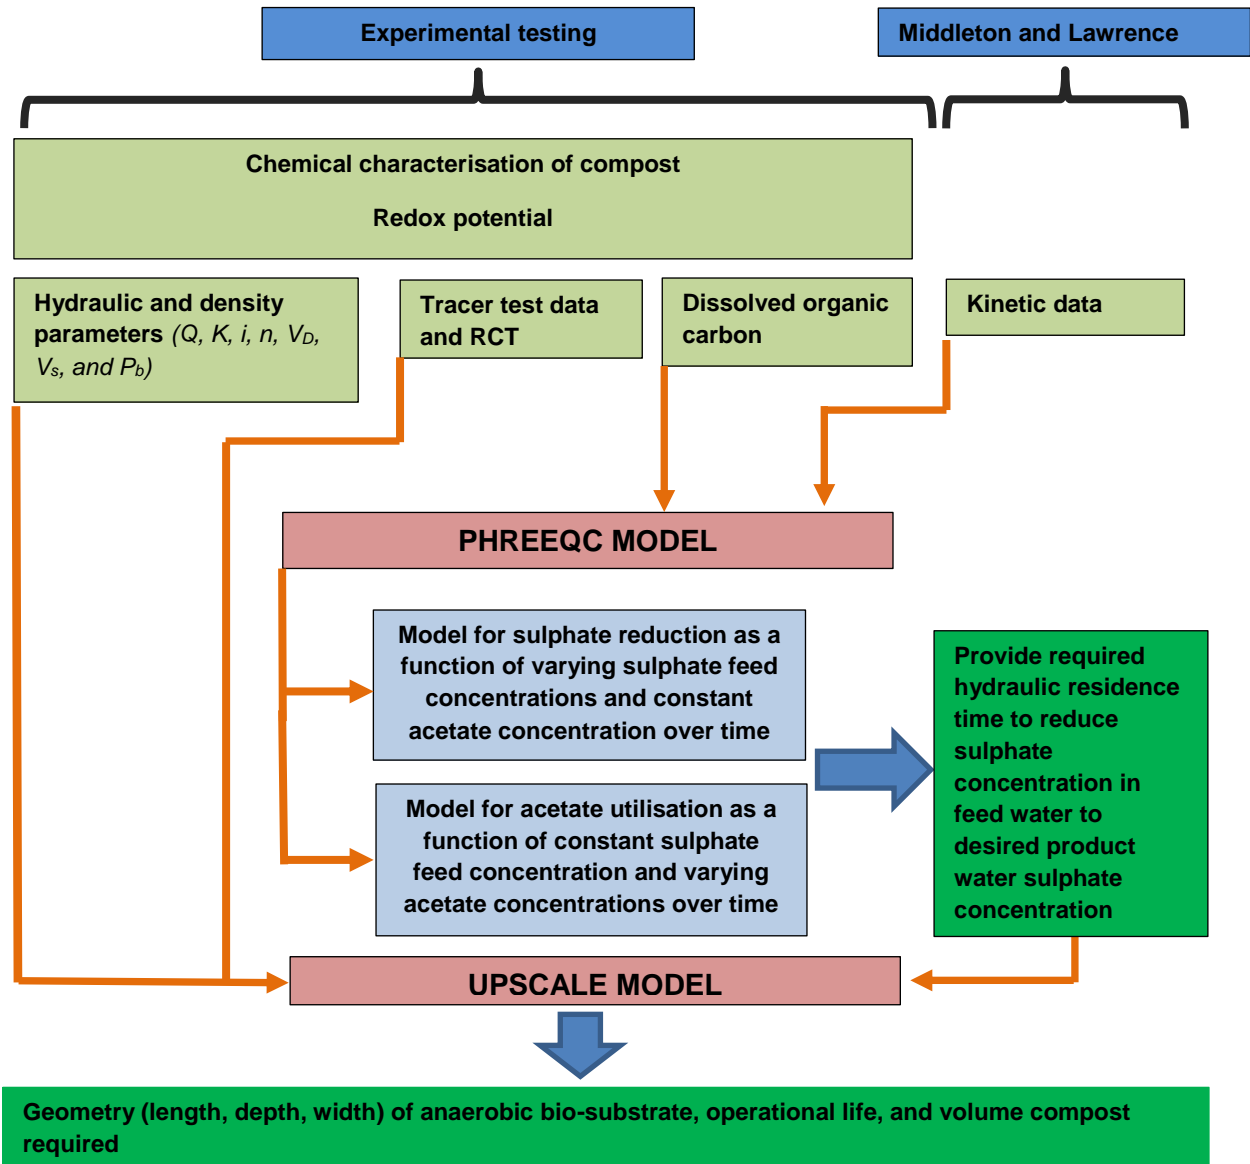 Experimental testing
Middleton and Lawrence
Chemical characterisation of compost
Redox potential
Hydraulic and density
parameters (Q, K, i, n, VD,
Vs, and Pb)
Tracer test data
and RCT
Dissolved organic
carbon
Kinetic data
PHREEQC MODEL
Model for sulphate reduction as a
function of varying sulphate feed
concentrations and constant
acetate concentration over time
Model for acetate utilisation as a
function of constant sulphate
feed concentration and varying
acetate concentrations over time
Provide required
hydraulic residence
time to reduce
sulphate
concentration in
feed water to
desired product
water sulphate
concentration
UPSCALE MODEL
Geometry (length, depth, width) of anaerobic bio-substrate, operational life, and volume compost
required